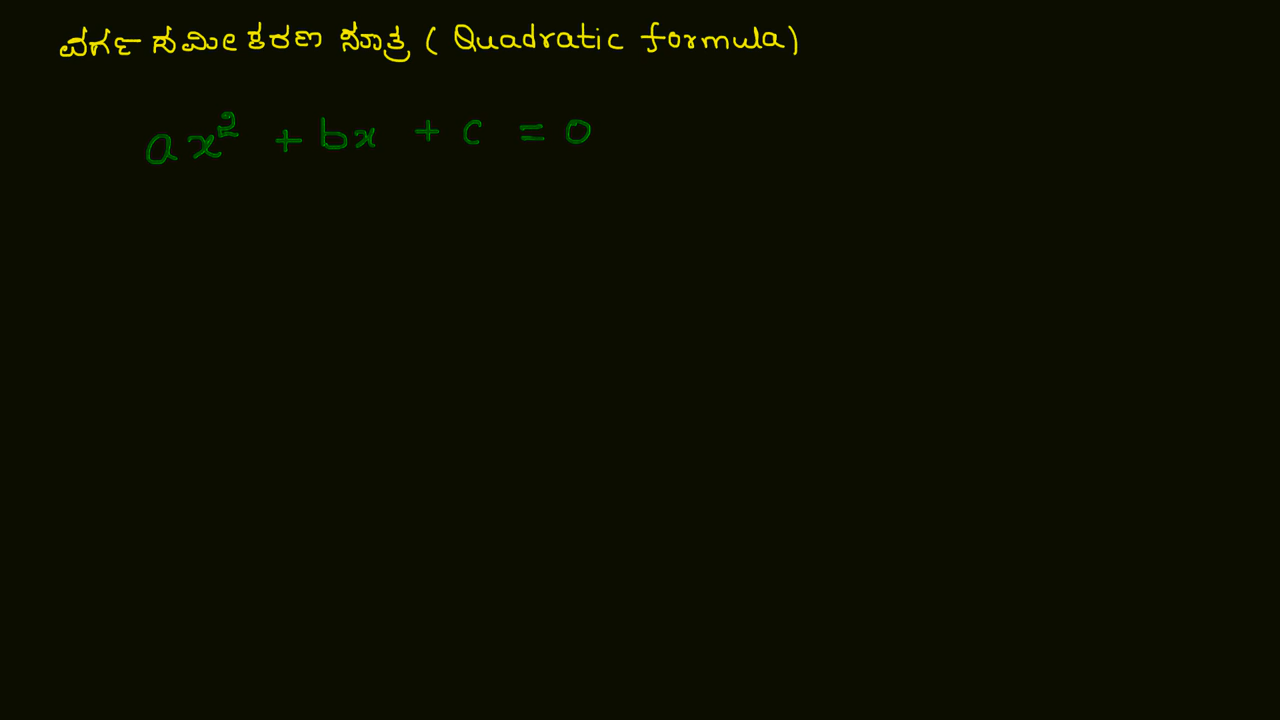 ವರ್ಗ ಸಮೀಕರಣ ಸೂತ್ರ ( Quadratic formula)
ax² + bx + c = 0